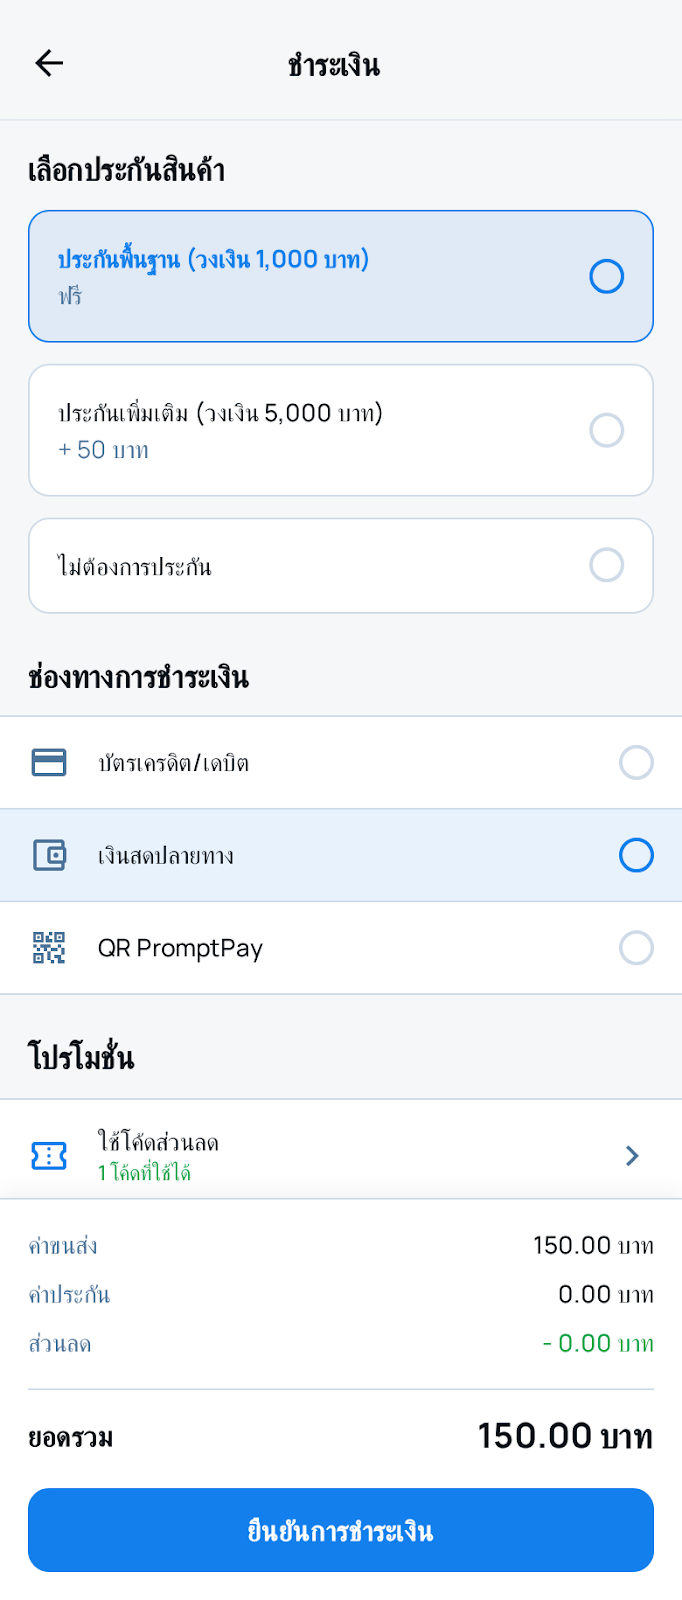 ชำระเงิน
เลือกประกันสินค้า
ประกันพื้นฐาน (วงเงิน 1,000 บาท)
ฟรี
ประกันเพิ่มเติม (วงเงิน 5,000 บาท)
+ 50 บาท
ไม่ต้องการประกัน
ช่องทางการชำระเงิน
บัตรเครดิต/เดบิต
เงินสดปลายทาง
QR PromptPay
โปรโมชั่น
ใช้โค้ดส่วนลด
1 โค้ดที่ใช้ได้
ค่าขนส่ง 150.00 บาท
ค่าประกัน 0.00 บาท
ส่วนลด - 0.00 บาท
ยอดรวม 150.00 บาท
ยืนยันการชำระเงิน